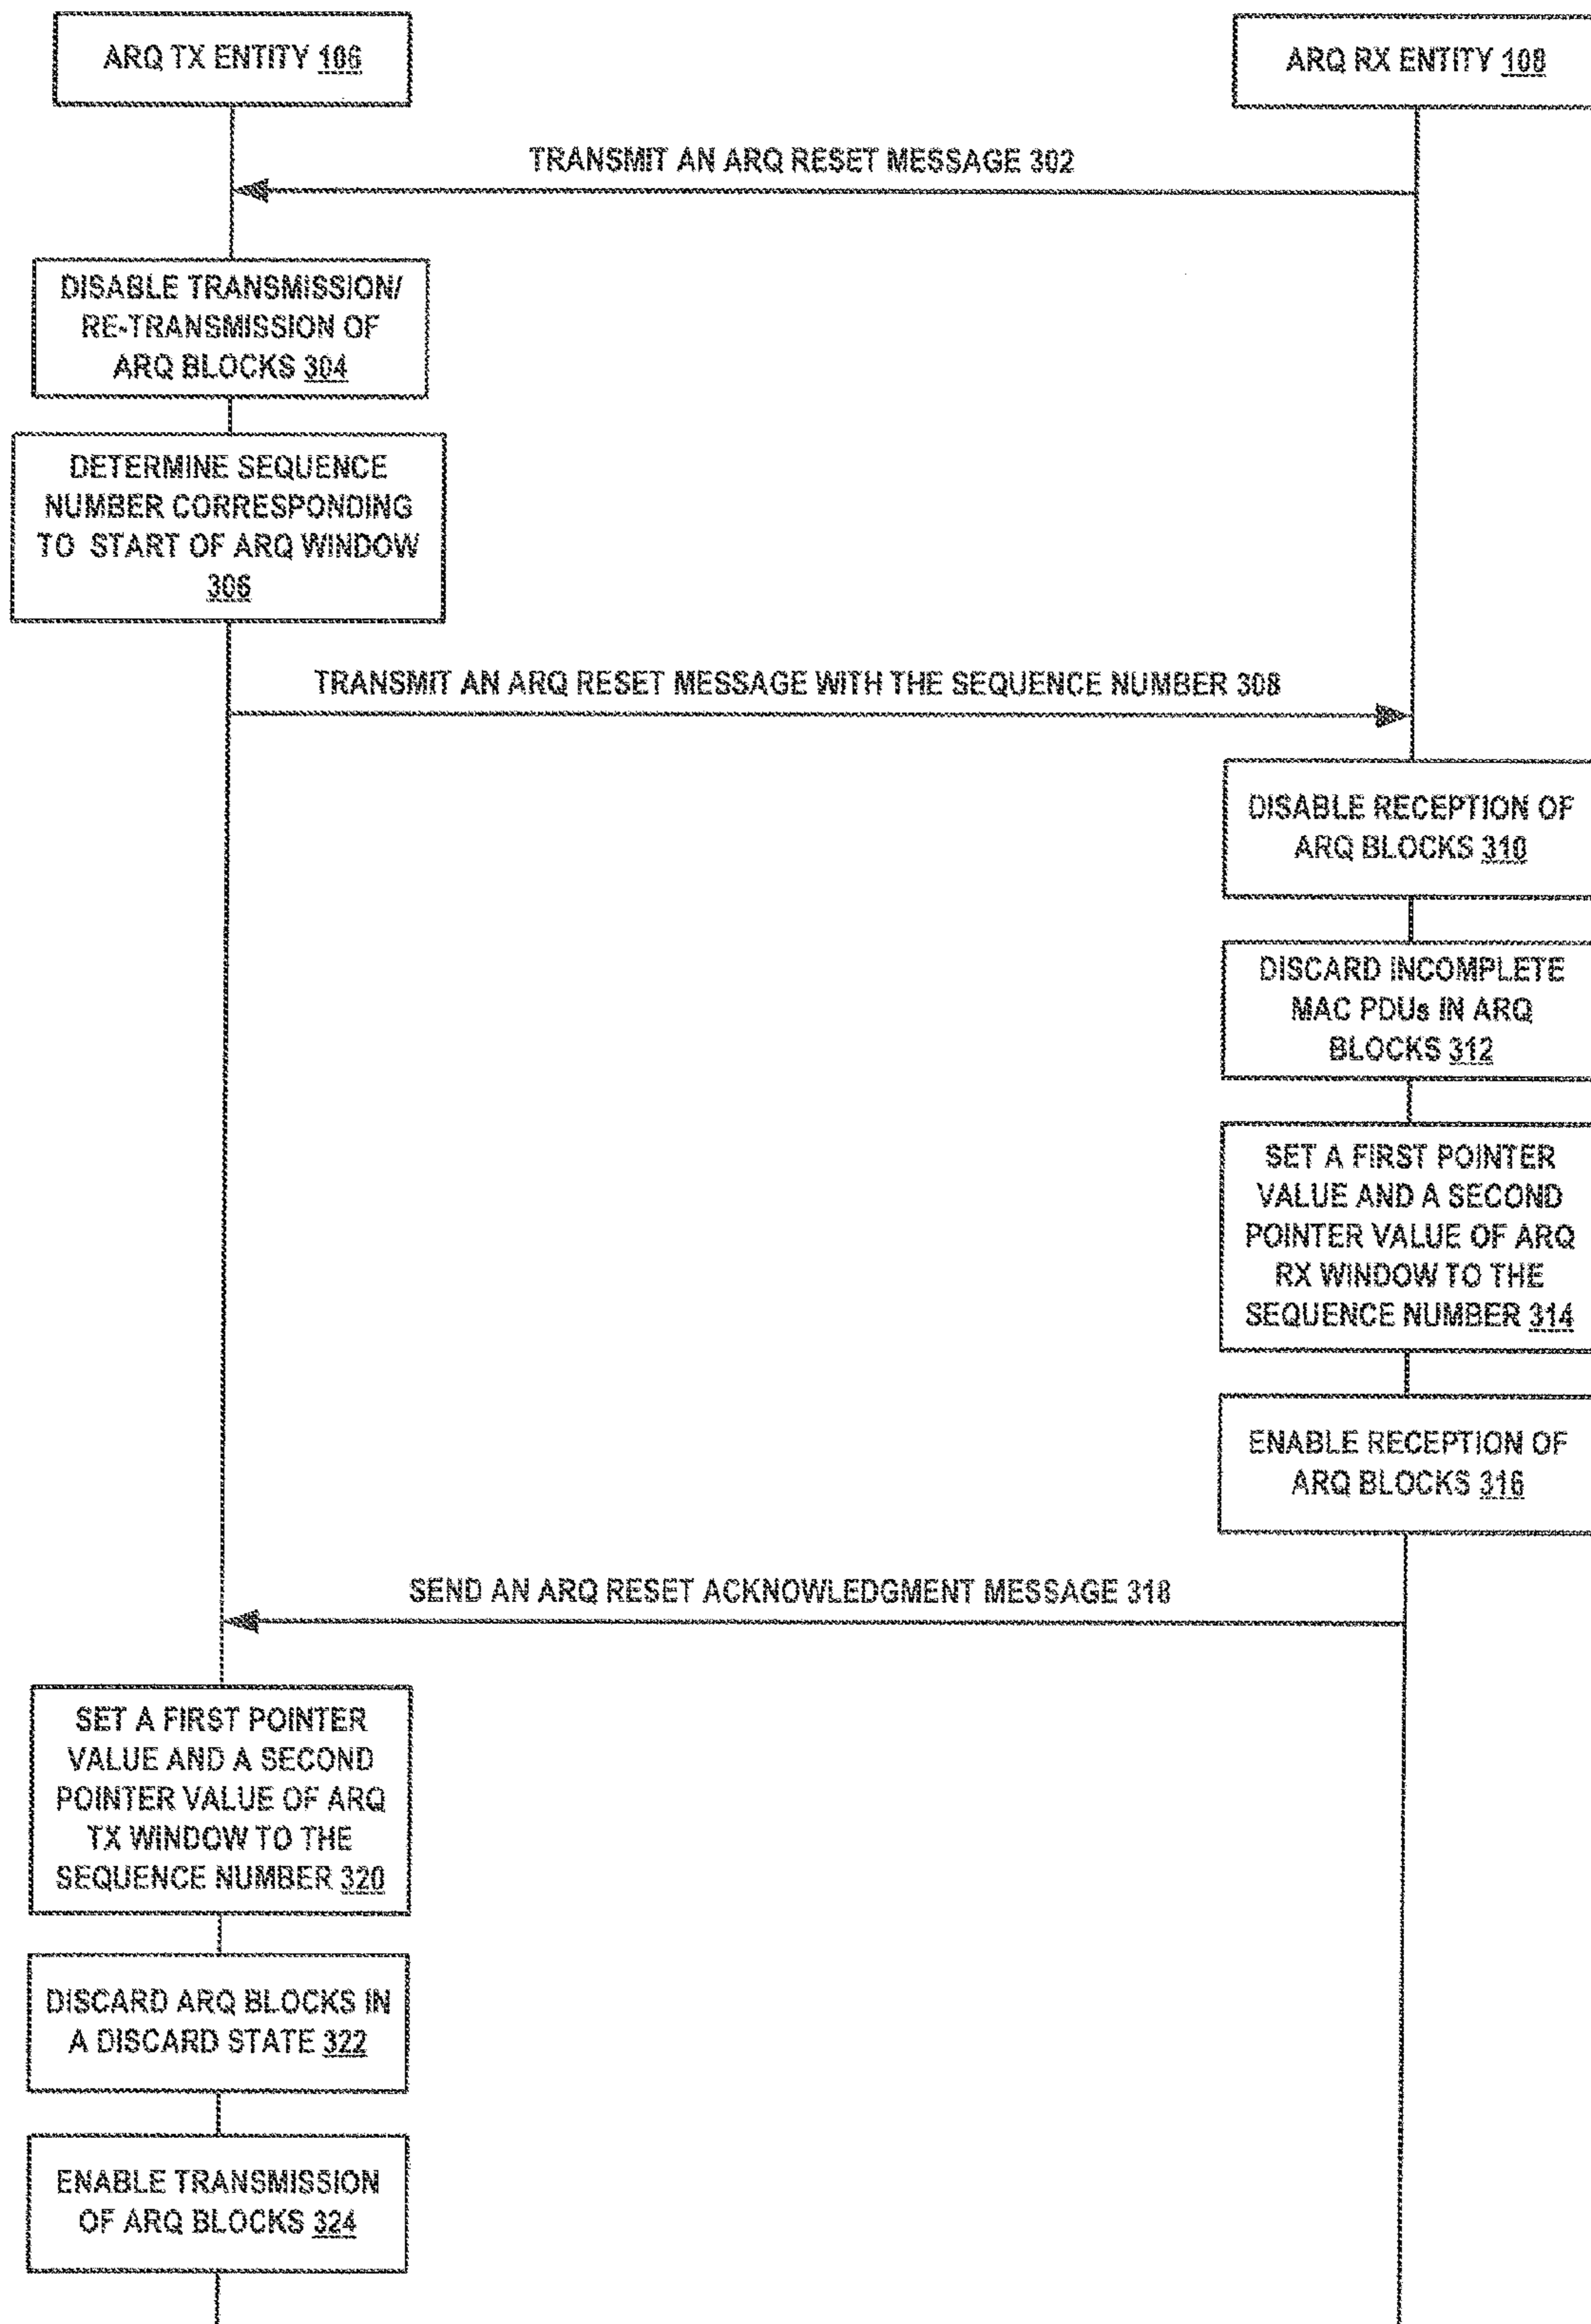 ARQ TX ENTITY 106
ARQ RX ENTITY 108
TRANSMIT AN ARQ RESET MESSAGE 302
DISABLE TRANSMISSION/
RE-TRANSMISSION OF
ARQ BLOCKS 304
DETERMINE SEQUENCE
NUMBER CORRESPONDING
TO START OF ARQ WINDOW
306
TRANSMIT AN ARQ RESET MESSAGE WITH THE SEQUENCE NUMBER 308
DISABLE RECEPTION OF
ARQ BLOCKS 310
DISCARD INCOMPLETE
MAC PDUs IN ARQ
BLOCKS 312
SET A FIRST POINTER
VALUE AND A SECOND
POINTER VALUE OF ARQ
RX WINDOW TO THE
SEQUENCE NUMBER 314
ENABLE RECEPTION OF
ARQ BLOCKS 316
SEND AN ARQ RESET ACKNOWLEDGMENT MESSAGE 318
SET A FIRST POINTER
VALUE AND A SECOND
POINTER VALUE OF ARQ
TX WINDOW TO THE
SEQUENCE NUMBER 320
DISCARD ARQ BLOCKS IN
A DISCARD STATE 322
ENABLE TRANSMISSION
OF ARQ BLOCKS 324